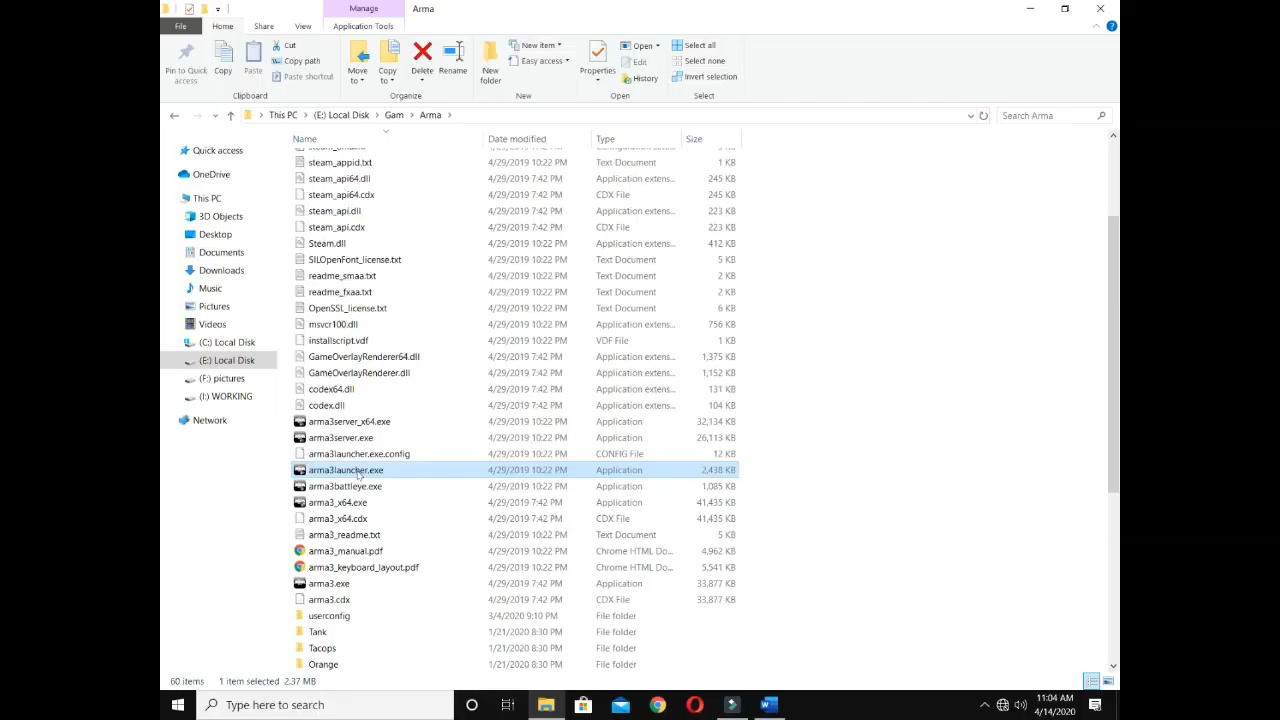 Manage
Arma
File
Home
Share
View
Application Tools
Pin to Quick access
Copy
Paste
Cut
Copy path
Paste shortcut
Move to
Copy to
Delete
Rename
New folder
New item
Easy access
Properties
Open
Edit
History
Select all
Select none
Invert selection
Clipboard
Organize
New
Open
Select
This PC > (E:) Local Disk > Gam > Arma >
Search Arma
Name Date modified Type Size
Quick access
OneDrive
This PC
3D Objects
Desktop
Documents
Downloads
Music
Pictures
Videos
(C:) Local Disk
(E:) Local Disk
(F:) pictures
(I:) WORKING
Network
steam_appid.txt 4/29/2019 10:22 PM Text Document 1 KB
steam_api64.dll 4/29/2019 7:42 PM Application extens... 245 KB
steam_api64.cdx 4/29/2019 7:42 PM CDX File 245 KB
steam_api.dll 4/29/2019 7:42 PM Application extens... 223 KB
steam_api.cdx 4/29/2019 7:42 PM CDX File 223 KB
Steam.dll 4/29/2019 10:22 PM Application extens... 412 KB
SILOpenFont_license.txt 4/29/2019 10:22 PM Text Document 5 KB
readme_smaa.txt 4/29/2019 10:22 PM Text Document 2 KB
readme_fxaa.txt 4/29/2019 10:22 PM Text Document 2 KB
OpenSSL_license.txt 4/29/2019 10:22 PM Text Document 6 KB
msvcr100.dll 4/29/2019 10:22 PM Application extens... 756 KB
installscript.vdf 4/29/2019 10:22 PM VDF File 1 KB
GameOverlayRenderer64.dll 4/29/2019 7:42 PM Application extens... 1,375 KB
GameOverlayRenderer.dll 4/29/2019 7:42 PM Application extens... 1,152 KB
codex64.dll 4/29/2019 7:42 PM Application extens... 131 KB
codex.dll 4/29/2019 7:42 PM Application extens... 104 KB
arma3server_x64.exe 4/29/2019 10:22 PM Application 32,134 KB
arma3server.exe 4/29/2019 10:22 PM Application 26,113 KB
arma3launcher.exe.config 4/29/2019 10:22 PM CONFIG File 12 KB
arma3launcher.exe 4/29/2019 10:22 PM Application 2,438 KB
arma3battleye.exe 4/29/2019 10:22 PM Application 1,085 KB
arma3_x64.exe 4/29/2019 7:42 PM Application 41,435 KB
arma3_x64.cdx 4/29/2019 7:42 PM CDX File 41,435 KB
arma3_readme.txt 4/29/2019 10:22 PM Text Document 5 KB
arma3_manual.pdf 4/29/2019 10:22 PM Chrome HTML Do... 4,962 KB
arma3_keyboard_layout.pdf 4/29/2019 10:22 PM Chrome HTML Do... 5,541 KB
arma3.exe 4/29/2019 7:42 PM Application 33,877 KB
arma3.cdx 4/29/2019 7:42 PM CDX File 33,877 KB
userconfig 3/4/2020 9:10 PM File folder
Tank 1/21/2020 8:30 PM File folder
Tacops 1/21/2020 8:30 PM File folder
Orange 1/21/2020 8:30 PM File folder
60 items 1 item selected 2.37 MB
Type here to search
11:04 AM
4/14/2020